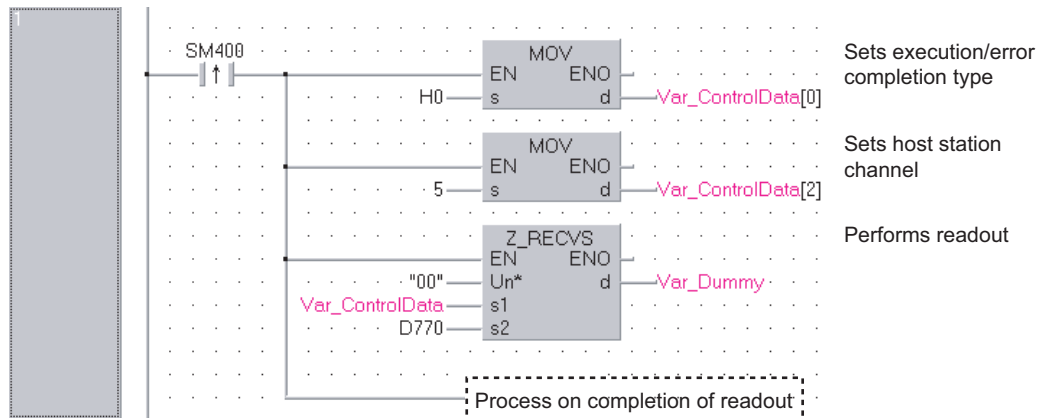 1
SM400
MOV
EN ENO
H0 s d Var_ControlData[0]
Sets execution/error
completion type
MOV
EN ENO
5 s d Var_ControlData[2]
Sets host station
channel
Z_RECVS
EN ENO
"00" Un* d Var_Dummy
Var_ControlData s1
D770 s2
Performs readout
Process on completion of readout